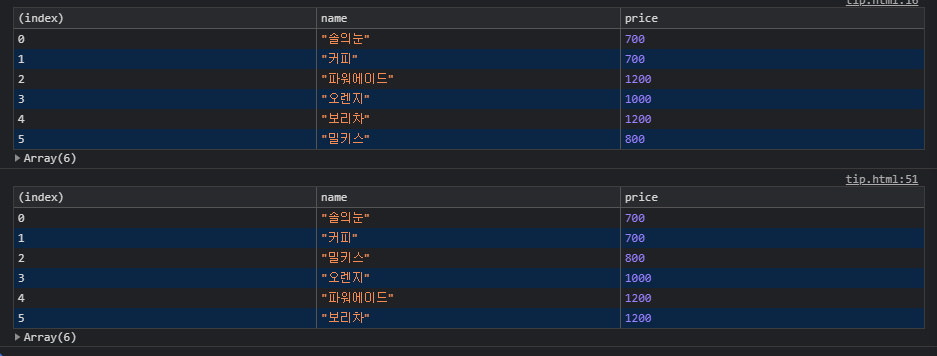 tip.html:16
(index) name price
0 "솔의눈" 700
1 "커피" 700
2 "파워에이드" 1200
3 "오렌지" 1000
4 "보리차" 1200
5 "밀키스" 800
▶Array(6)
tip.html:51
(index) name price
0 "솔의눈" 700
1 "커피" 700
2 "밀키스" 800
3 "오렌지" 1000
4 "파워에이드" 1200
5 "보리차" 1200
▶Array(6)